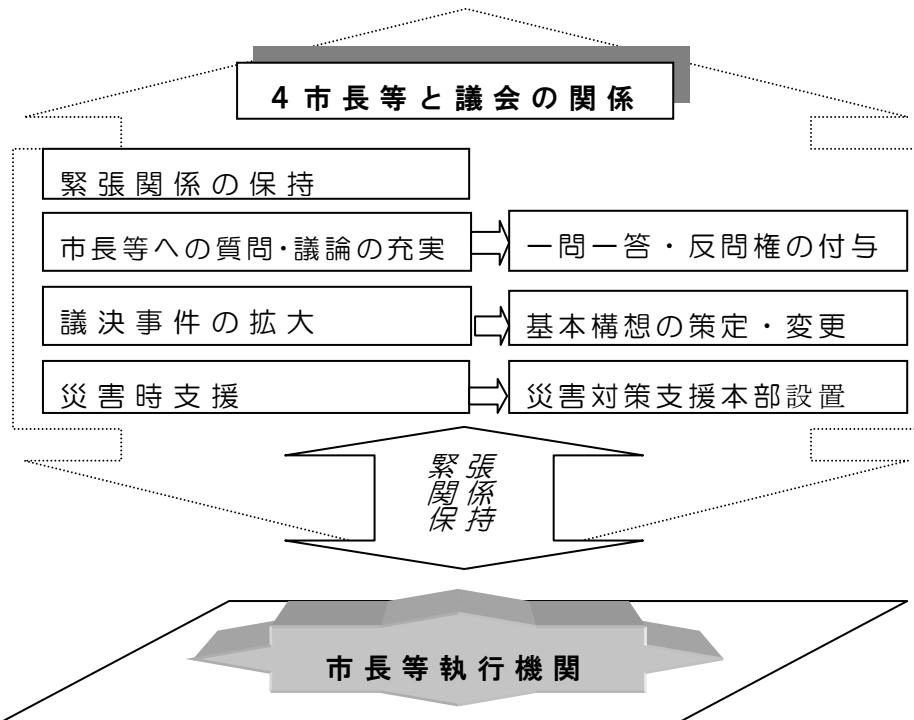 4市長等と議会の関係
緊張関係の保持
市長等への質問・議論の充実
一問一答・反問権の付与
議決事件の拡大
基本構想の策定・変更
災害時支援
災害対策支援本部設置
緊張
関係
保持
市長等執行機関